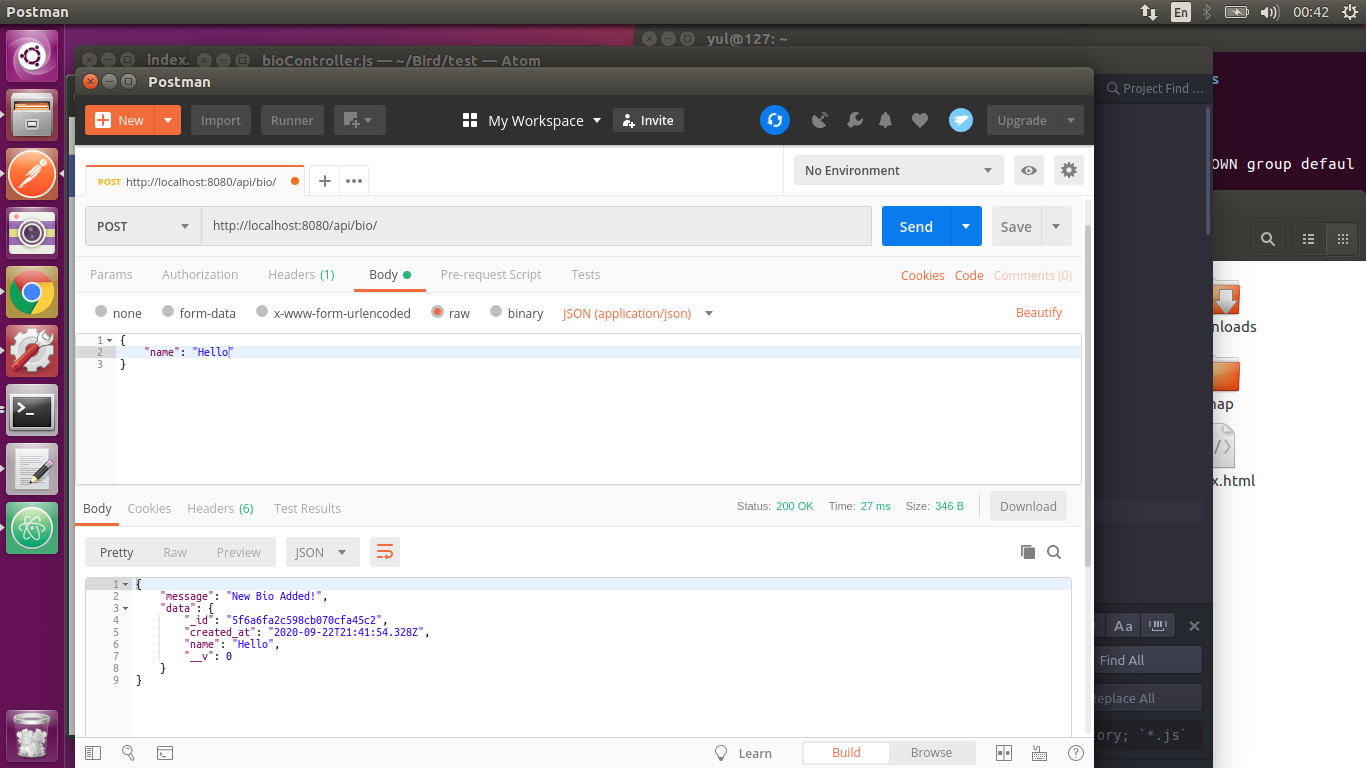 Postman
En
00:42
yul@127: ~
index.
bioController.js — ~/Bird/test — Atom
Postman
Project Find ...
s
New
Import
Runner
My Workspace
Invite
Upgrade
OWN group defaul
POST http://localhost:8080/api/bio/
No Environment
POST
http://localhost:8080/api/bio/
Send
Save
Params
Authorization
Headers (1)
Body
Pre-request Script
Tests
Cookies
Code
Comments (0)
none
form-data
x-www-form-urlencoded
raw
binary
JSON (application/json)
Beautify
nloads
1 {
2 "name": "Hello"
3 }
nap
x.html
Body
Cookies
Headers (6)
Test Results
Status: 200 OK
Time: 27 ms
Size: 346 B
Download
Pretty
Raw
Preview
JSON
1 {
2 "message": "New Bio Added!",
3 "data": {
4 "_id": "5f6a6fa2c598cb070cfa45c2",
5 "created_at": "2020-09-22T21:41:54.328Z",
6 "name": "Hello",
7 "__v": 0
8 }
9 }
Aa
Find All
Replace All
tory; `*.js`
Learn
Build
Browse